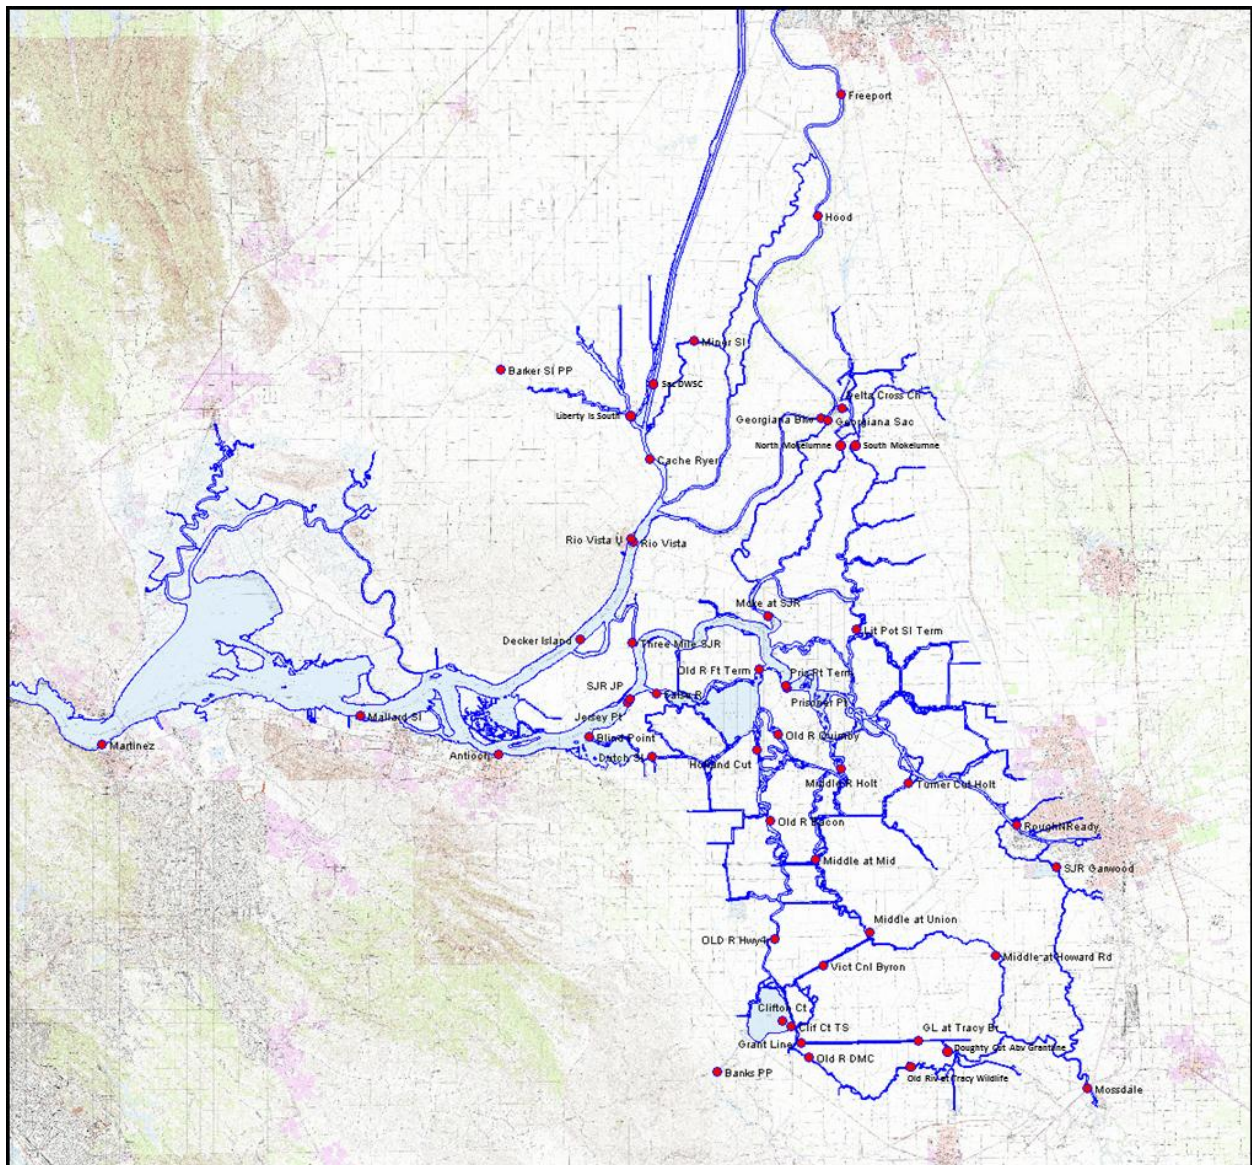 Freeport
Hood
Miner Sl
Barker Sl PP
Sac DWSC
Delta Cross Ch
Liberty Is South
Georgiana Blw
Georgiana Sac
North Mokelumne
South Mokelumne
Cache Ryer
Rio Vista U
Rio Vista
Moke at SJR
Lit Pot Sl Term
Decker Island
Three Mile SJR
Old R Ft Term
Pris Pt Term
SJR JP
False R
Prisoner Pt
Jersey Pt
Mallard Sl
Blind Point
Old R Quimby
Martinez
Antioch
Dutch Sl
Holland Cut
Middle R Holt
Turner Cut Holt
Old R Bacon
RoughNReady
Middle at Mid
SJR Garwood
Middle at Union
OLD R Hwy4
Middle at Howard Rd
Vict Cnl Byron
Clifton Ct
Clif Ct TS
GL at Tracy Br
Grant Line
Doughty Cut Abv Grantline
Old R DMC
Banks PP
Old Riv at Tracy Wildlife
Mossdale